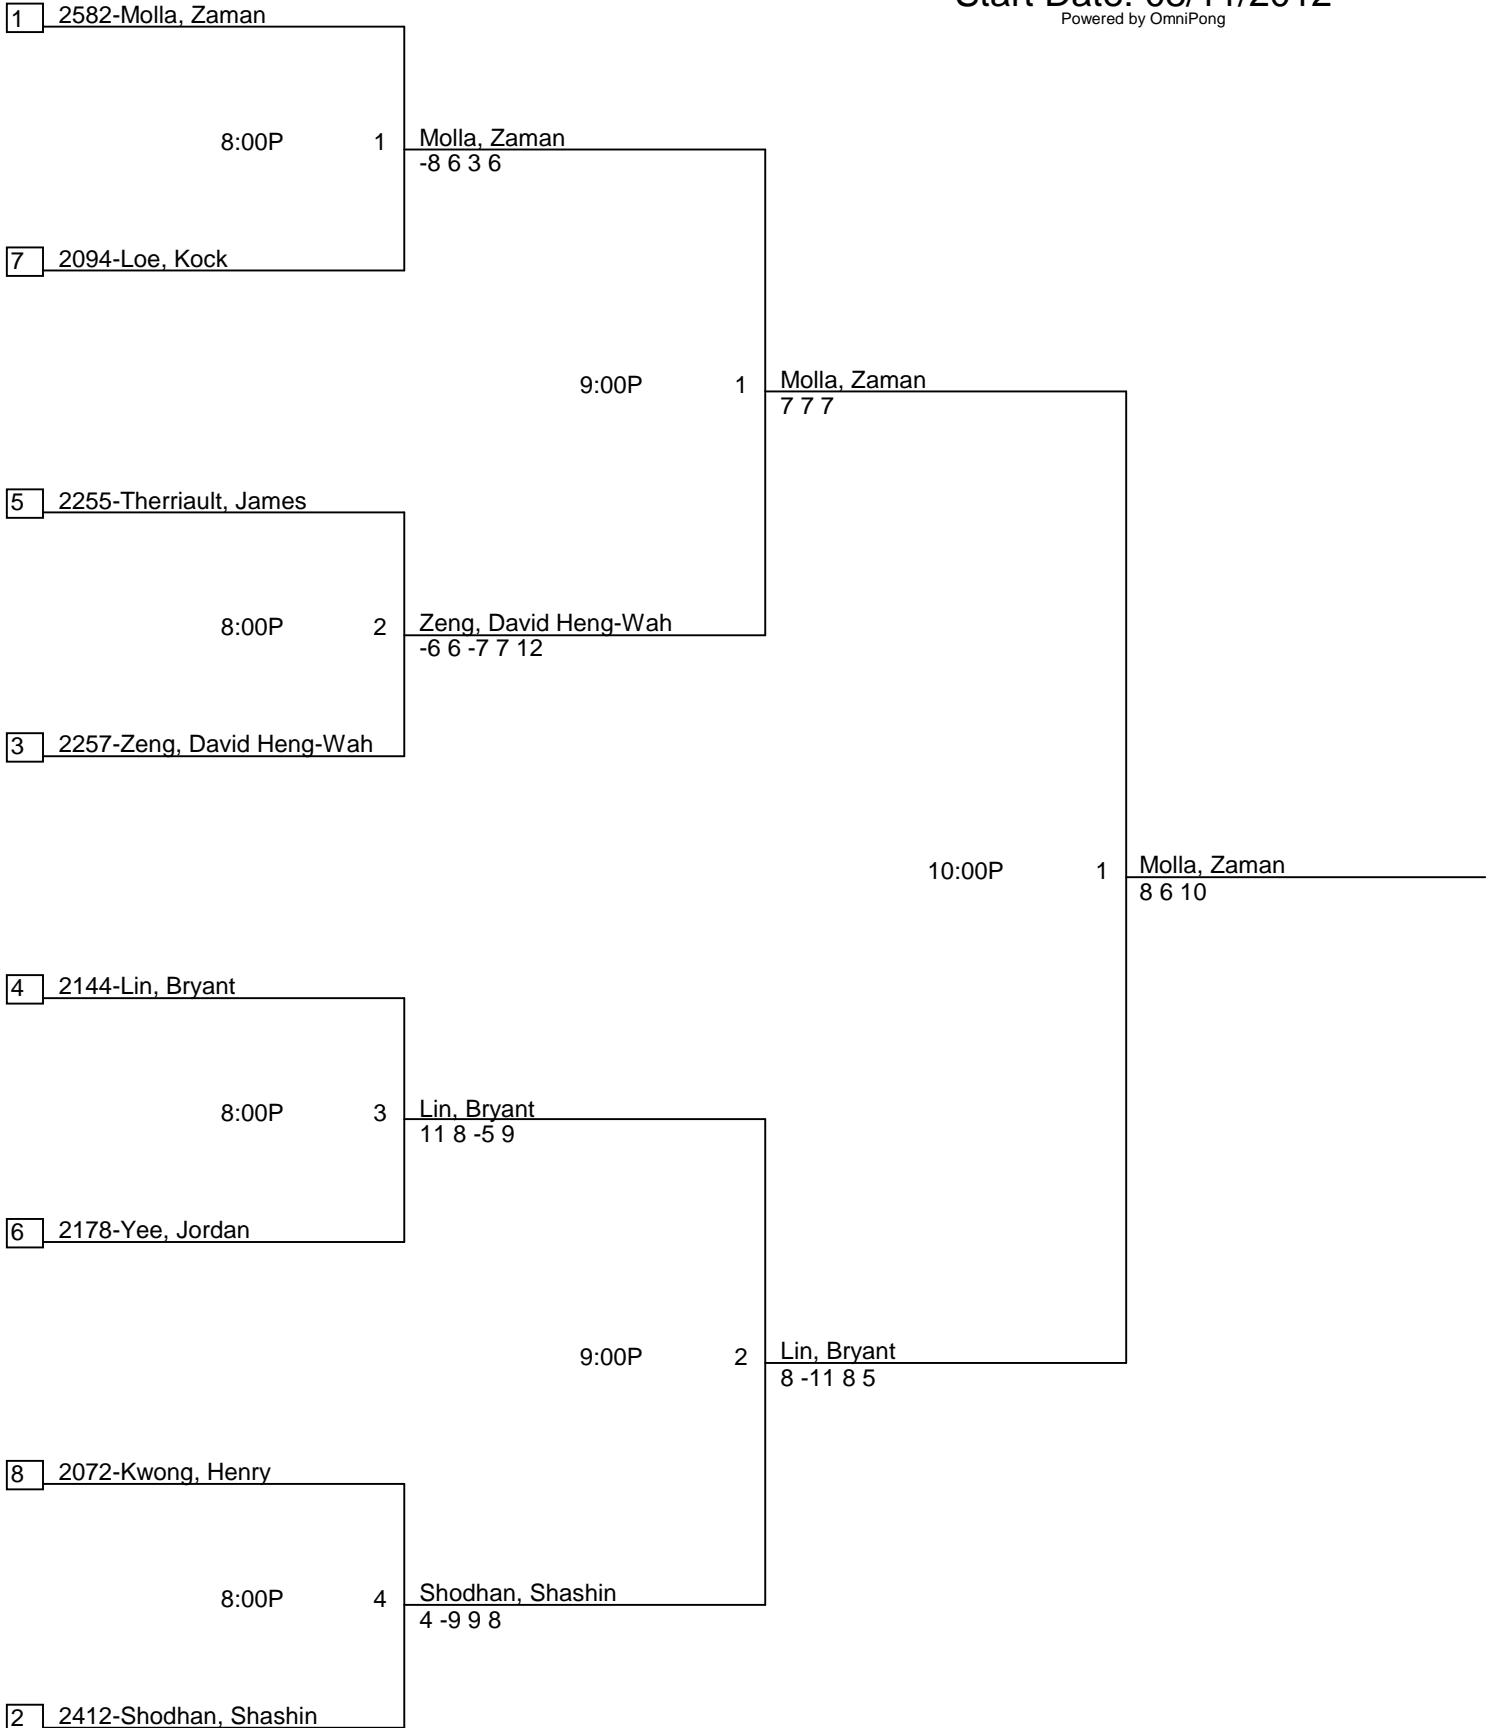 Start Date:
Powered by OmniPong
1 2582-Molla, Zaman
8:00P 1 Molla, Zaman
-8 6 3 6
7 2094-Loe, Kock
9:00P 1 Molla, Zaman
7 7 7
5 2255-Therriault, James
8:00P 2 Zeng, David Heng-Wah
-6 6 -7 7 12
3 2257-Zeng, David Heng-Wah
10:00P 1 Molla, Zaman
8 6 10
4 2144-Lin, Bryant
8:00P 3 Lin, Bryant
11 8 -5 9
6 2178-Yee, Jordan
9:00P 2 Lin, Bryant
8 -11 8 5
8 2072-Kwong, Henry
8:00P 4 Shodhan, Shashin
4 -9 9 8
2 2412-Shodhan, Shashin